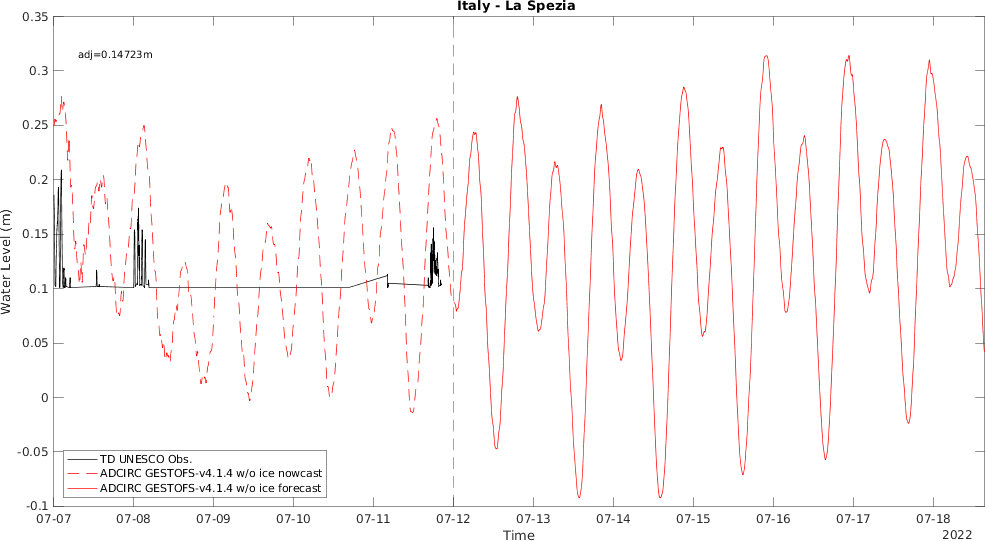 Italy - La Spezia
adj=0.14723m
Water Level (m)
0.35
0.3
0.25
0.2
0.15
0.1
0.05
0
-0.05
-0.1
TD UNESCO Obs.
ADCIRC GESTOFS-v4.1.4 w/o ice nowcast
ADCIRC GESTOFS-v4.1.4 w/o ice forecast
07-07 07-08 07-09 07-10 07-11 07-12 07-13 07-14 07-15 07-16 07-17 07-18
Time
2022